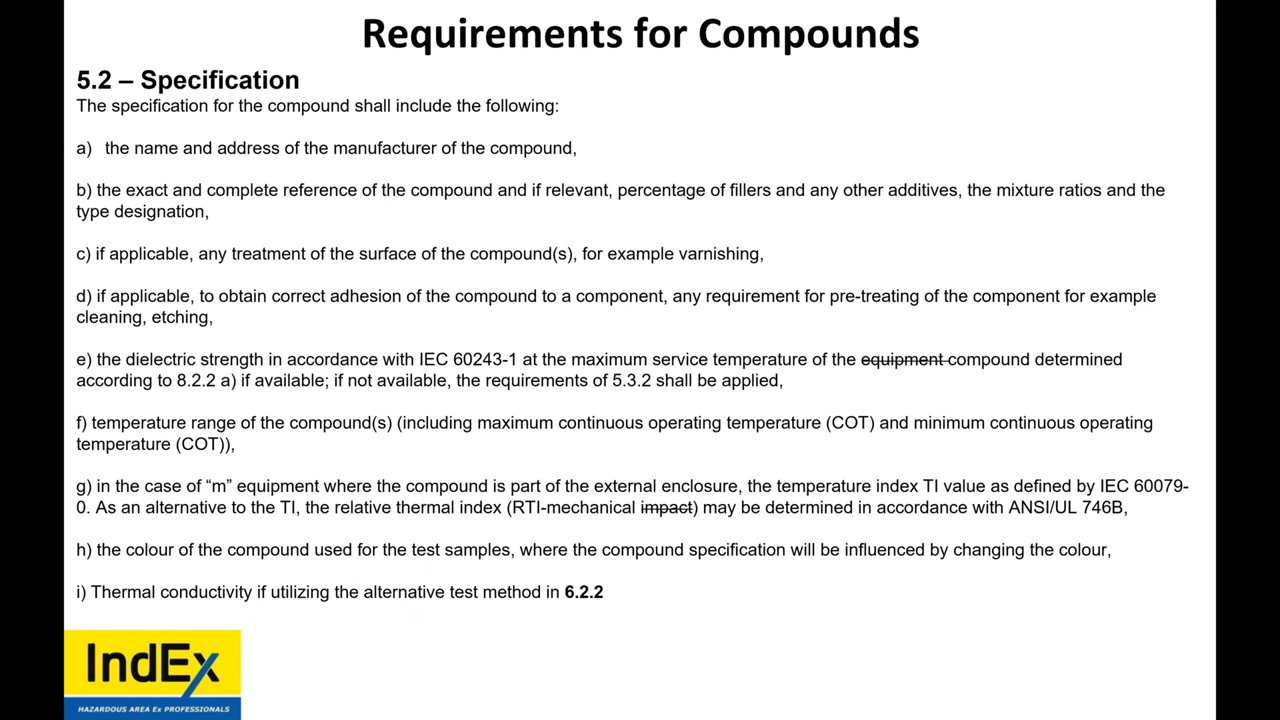 Requirements for Compounds
5.2 – Specification
The specification for the compound shall include the following:
a) the name and address of the manufacturer of the compound,
b) the exact and complete reference of the compound and if relevant, percentage of fillers and any other additives, the mixture ratios and the
type designation,
c) if applicable, any treatment of the surface of the compound(s), for example varnishing,
d) if applicable, to obtain correct adhesion of the compound to a component, any requirement for pre-treating of the component for example
cleaning, etching,
e) the dielectric strength in accordance with IEC 60243-1 at the maximum service temperature of the equipment compound determined
according to 8.2.2 a) if available; if not available, the requirements of 5.3.2 shall be applied,
f) temperature range of the compound(s) (including maximum continuous operating temperature (COT) and minimum continuous operating
temperature (COT)),
g) in the case of “m” equipment where the compound is part of the external enclosure, the temperature index TI value as defined by IEC 60079-
0. As an alternative to the TI, the relative thermal index (RTI-mechanical impact) may be determined in accordance with ANSI/UL 746B,
h) the colour of the compound used for the test samples, where the compound specification will be influenced by changing the colour,
i) Thermal conductivity if utilizing the alternative test method in 6.2.2
IndEx
HAZARDOUS AREA Ex PROFESSIONALS